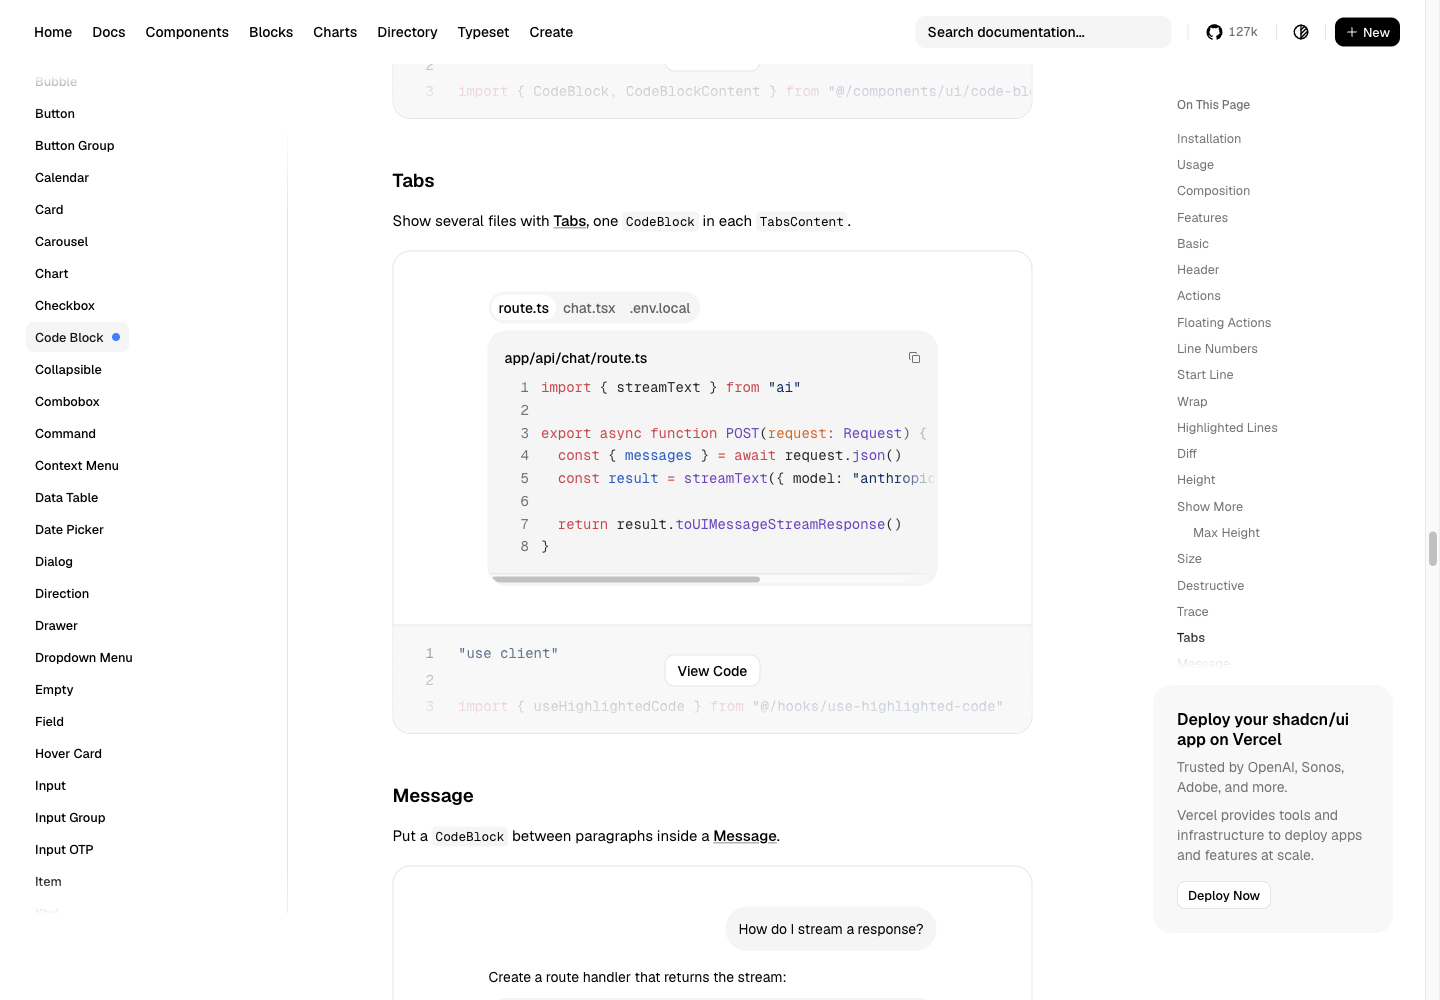 Home Docs Components Blocks Charts Directory Typeset Create
Search documentation...
127k
New
Bubble
Button
Button Group
Calendar
Card
Carousel
Chart
Checkbox
Code Block
Collapsible
Combobox
Command
Context Menu
Data Table
Date Picker
Dialog
Direction
Drawer
Dropdown Menu
Empty
Field
Hover Card
Input
Input Group
Input OTP
Item
2
3 import { CodeBlock, CodeBlockContent } from "@/components/ui/code-bl
Tabs
Show several files with Tabs, one CodeBlock in each TabsContent.
route.ts chat.tsx .env.local
app/api/chat/route.ts
1 import { streamText } from "ai"
2
3 export async function POST(request: Request) {
4 const { messages } = await request.json()
5 const result = streamText({ model: "anthropic
6
7 return result.toUIMessageStreamResponse()
8 }
1 "use client"
2
View Code
3 import { useHighlightedCode } from "@/hooks/use-highlighted-code"
Message
Put a CodeBlock between paragraphs inside a Message.
How do I stream a response?
Create a route handler that returns the stream:
On This Page
Installation
Usage
Composition
Features
Basic
Header
Actions
Floating Actions
Line Numbers
Start Line
Wrap
Highlighted Lines
Diff
Height
Show More
Max Height
Size
Destructive
Trace
Tabs
Message
Deploy your shadcn/ui
app on Vercel
Trusted by OpenAI, Sonos,
Adobe, and more.
Vercel provides tools and
infrastructure to deploy apps
and features at scale.
Deploy Now